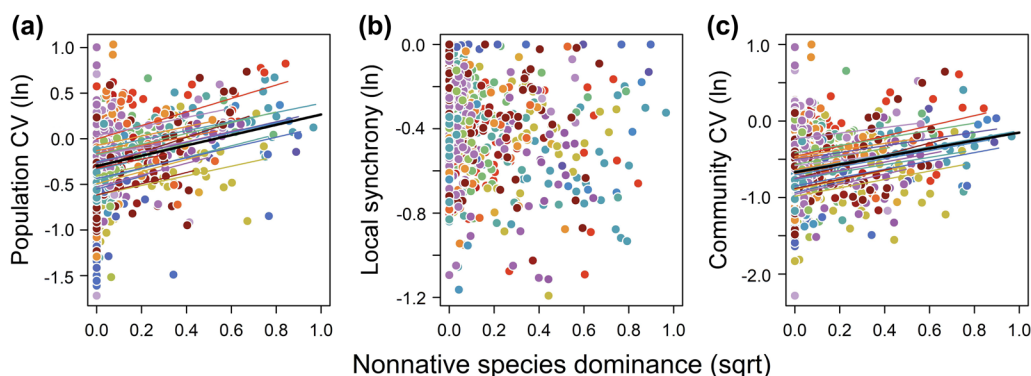 (a)
Population CV (ln)
1.0
0.5
0.0
-0.5
-1.0
-1.5
0.0 0.2 0.4 0.6 0.8 1.0
(b)
Local synchrony (ln)
0.0
-0.4
-0.8
-1.2
0.0 0.2 0.4 0.6 0.8 1.0
(c)
Community CV (ln)
1.0
0.0
-1.0
-2.0
0.0 0.2 0.4 0.6 0.8 1.0
Nonnative species dominance (sqrt)